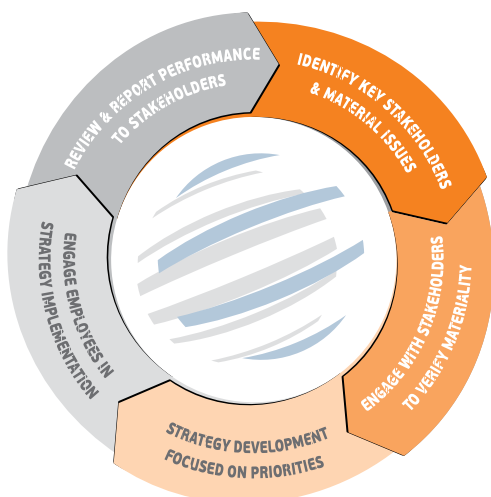 IDENTIFY KEY STAKEHOLDERS
& MATERIAL ISSUES
ENGAGE WITH STAKEHOLDERS
TO VERIFY MATERIALITY
STRATEGY DEVELOPMENT
FOCUSED ON PRIORITIES
ENGAGE EMPLOYEES IN
STRATEGY IMPLEMENTATION
REVIEW & REPORT PERFORMANCE
TO STAKEHOLDERS